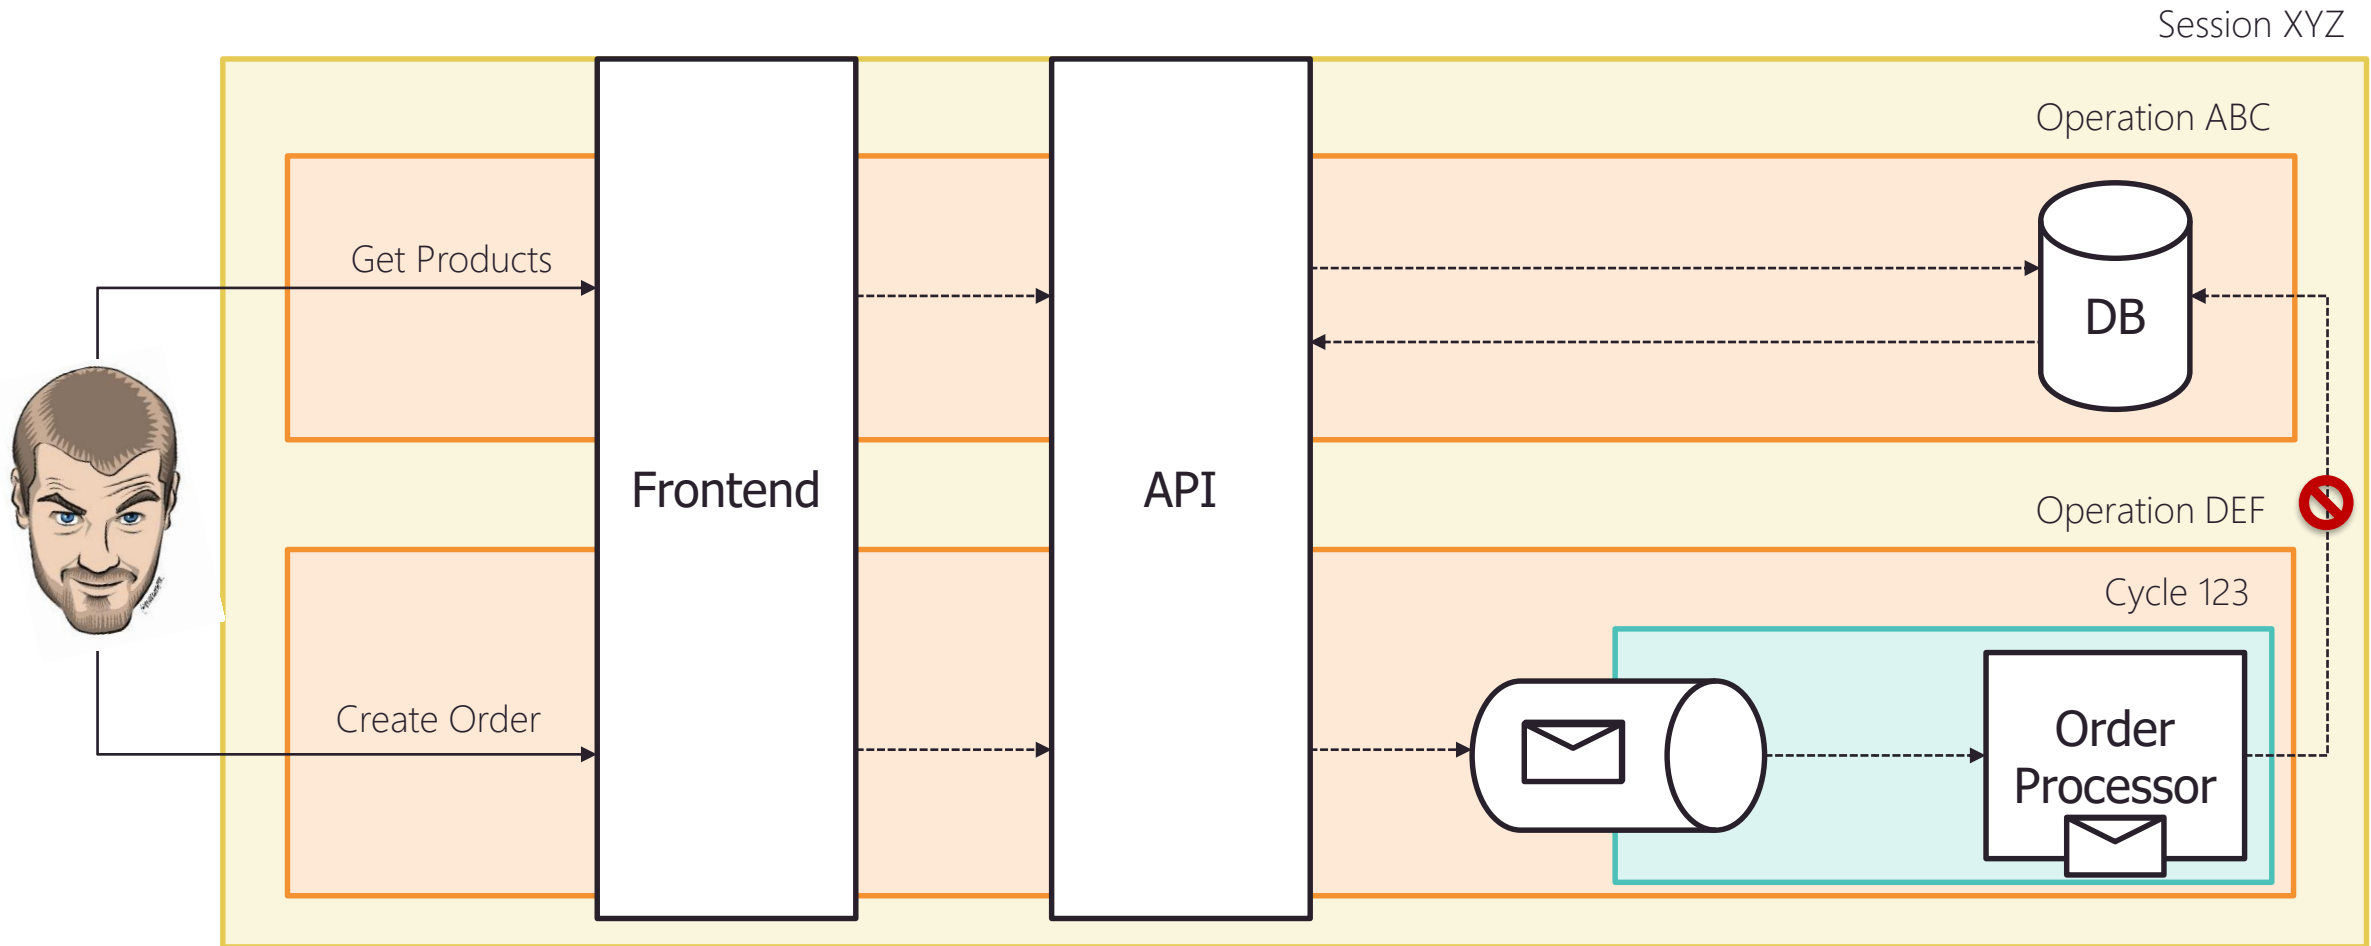 Session XYZ
Operation ABC
Get Products
DB
Frontend
API
Operation DEF
Cycle 123
Create Order
Order
Processor